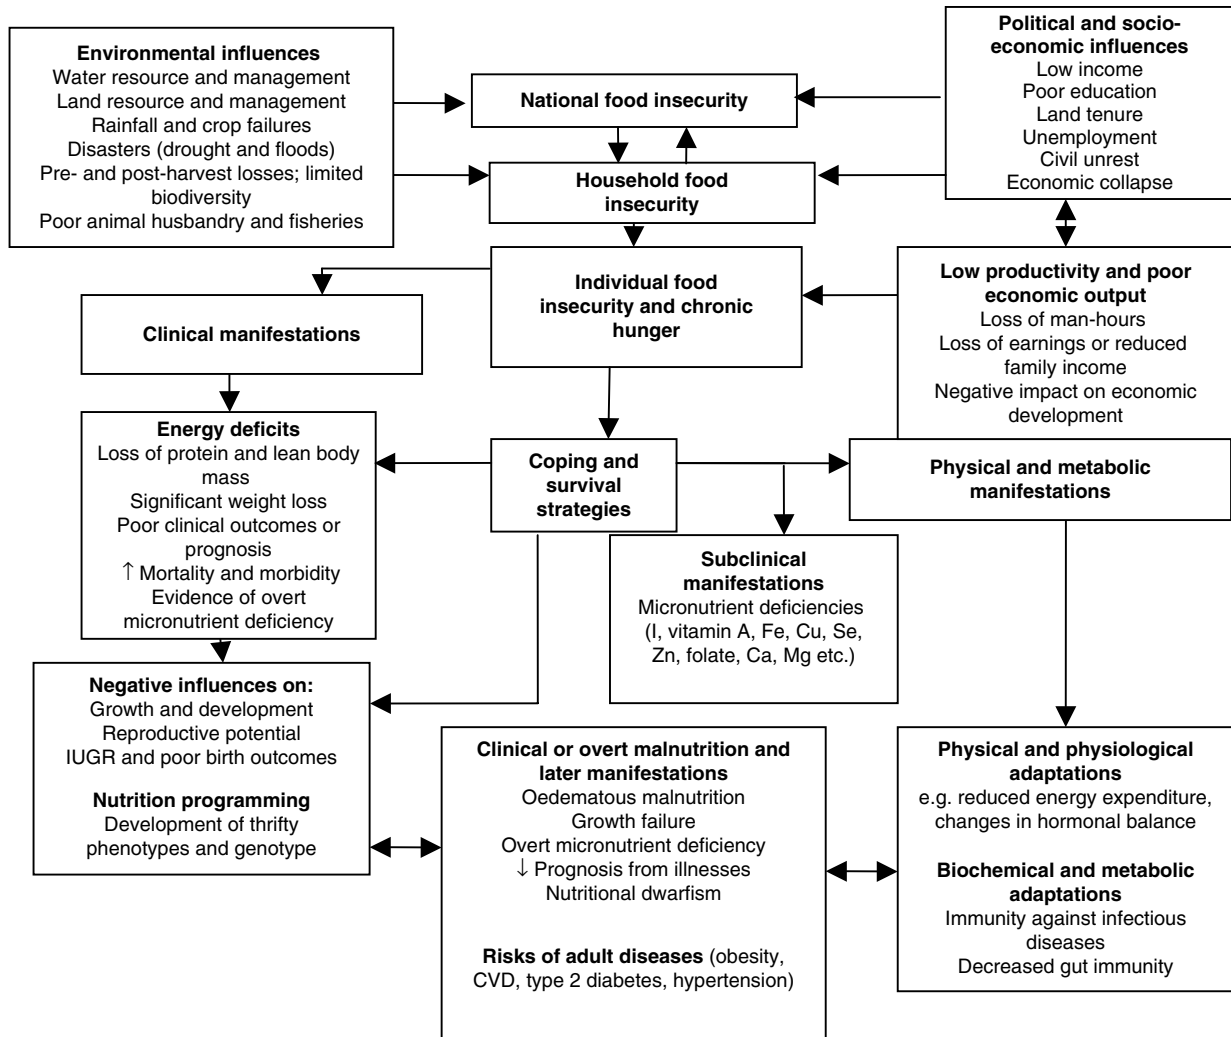 Environmental influences
Water resource and management
Land resource and management
Rainfall and crop failures
Disasters (drought and floods)
Pre- and post-harvest losses; limited
biodiversity
Poor animal husbandry and fisheries
National food insecurity
Political and socio-
economic influences
Low income
Poor education
Land tenure
Unemployment
Civil unrest
Economic collapse
Household food
insecurity
Individual food
insecurity and chronic
hunger
Low productivity and poor
economic output
Loss of man-hours
Loss of earnings or reduced
family income
Negative impact on economic
development
Clinical manifestations
Energy deficits
Loss of protein and lean body
mass
Significant weight loss
Poor clinical outcomes or
prognosis
↑ Mortality and morbidity
Evidence of overt
micronutrient deficiency
Coping and
survival
strategies
Physical and metabolic
manifestations
Subclinical
manifestations
Micronutrient deficiencies
(I, vitamin A, Fe, Cu, Se,
Zn, folate, Ca, Mg etc.)
Negative influences on:
Growth and development
Reproductive potential
IUGR and poor birth outcomes
Nutrition programming
Development of thrifty
phenotypes and genotype
Clinical or overt malnutrition and
later manifestations
Oedematous malnutrition
Growth failure
Overt micronutrient deficiency
↓ Prognosis from illnesses
Nutritional dwarfism
Risks of adult diseases (obesity,
CVD, type 2 diabetes, hypertension)
Physical and physiological
adaptations
e.g. reduced energy expenditure,
changes in hormonal balance
Biochemical and metabolic
adaptations
Immunity against infectious
diseases
Decreased gut immunity